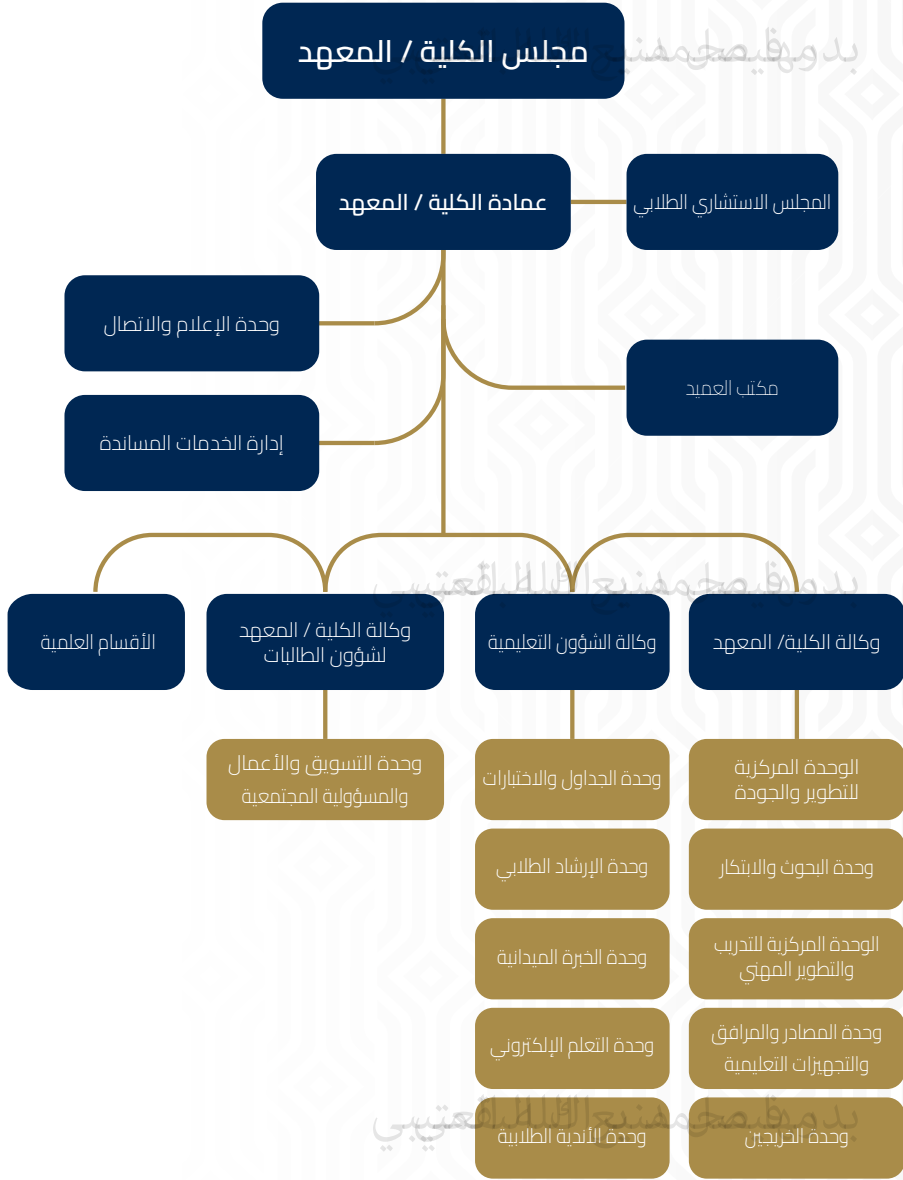 مجلس الكلية / المعهد
عمادة الكلية / المعهد
المجلس الاستشاري الطلابي
وحدة الإعلام والاتصال
مكتب العميد
إدارة الخدمات المساندة
وكالة الكلية/ المعهد
وكالة الشؤون التعليمية
وكالة الكلية / المعهد
لشؤون الطالبات
الأقسام العلمية
الوحدة المركزية
للتطوير والجودة
وحدة البحوث والابتكار
الوحدة المركزية للتدريب
والتطوير المهني
وحدة المصادر والمرافق
والتجهيزات التعليمية
وحدة الخريجين
وحدة الجداول والاختبارات
وحدة الإرشاد الطلابي
وحدة الخبرة الميدانية
وحدة التعلم الإلكتروني
وحدة الأندية الطلابية
وحدة التسويق والأعمال
والمسؤولية المجتمعية